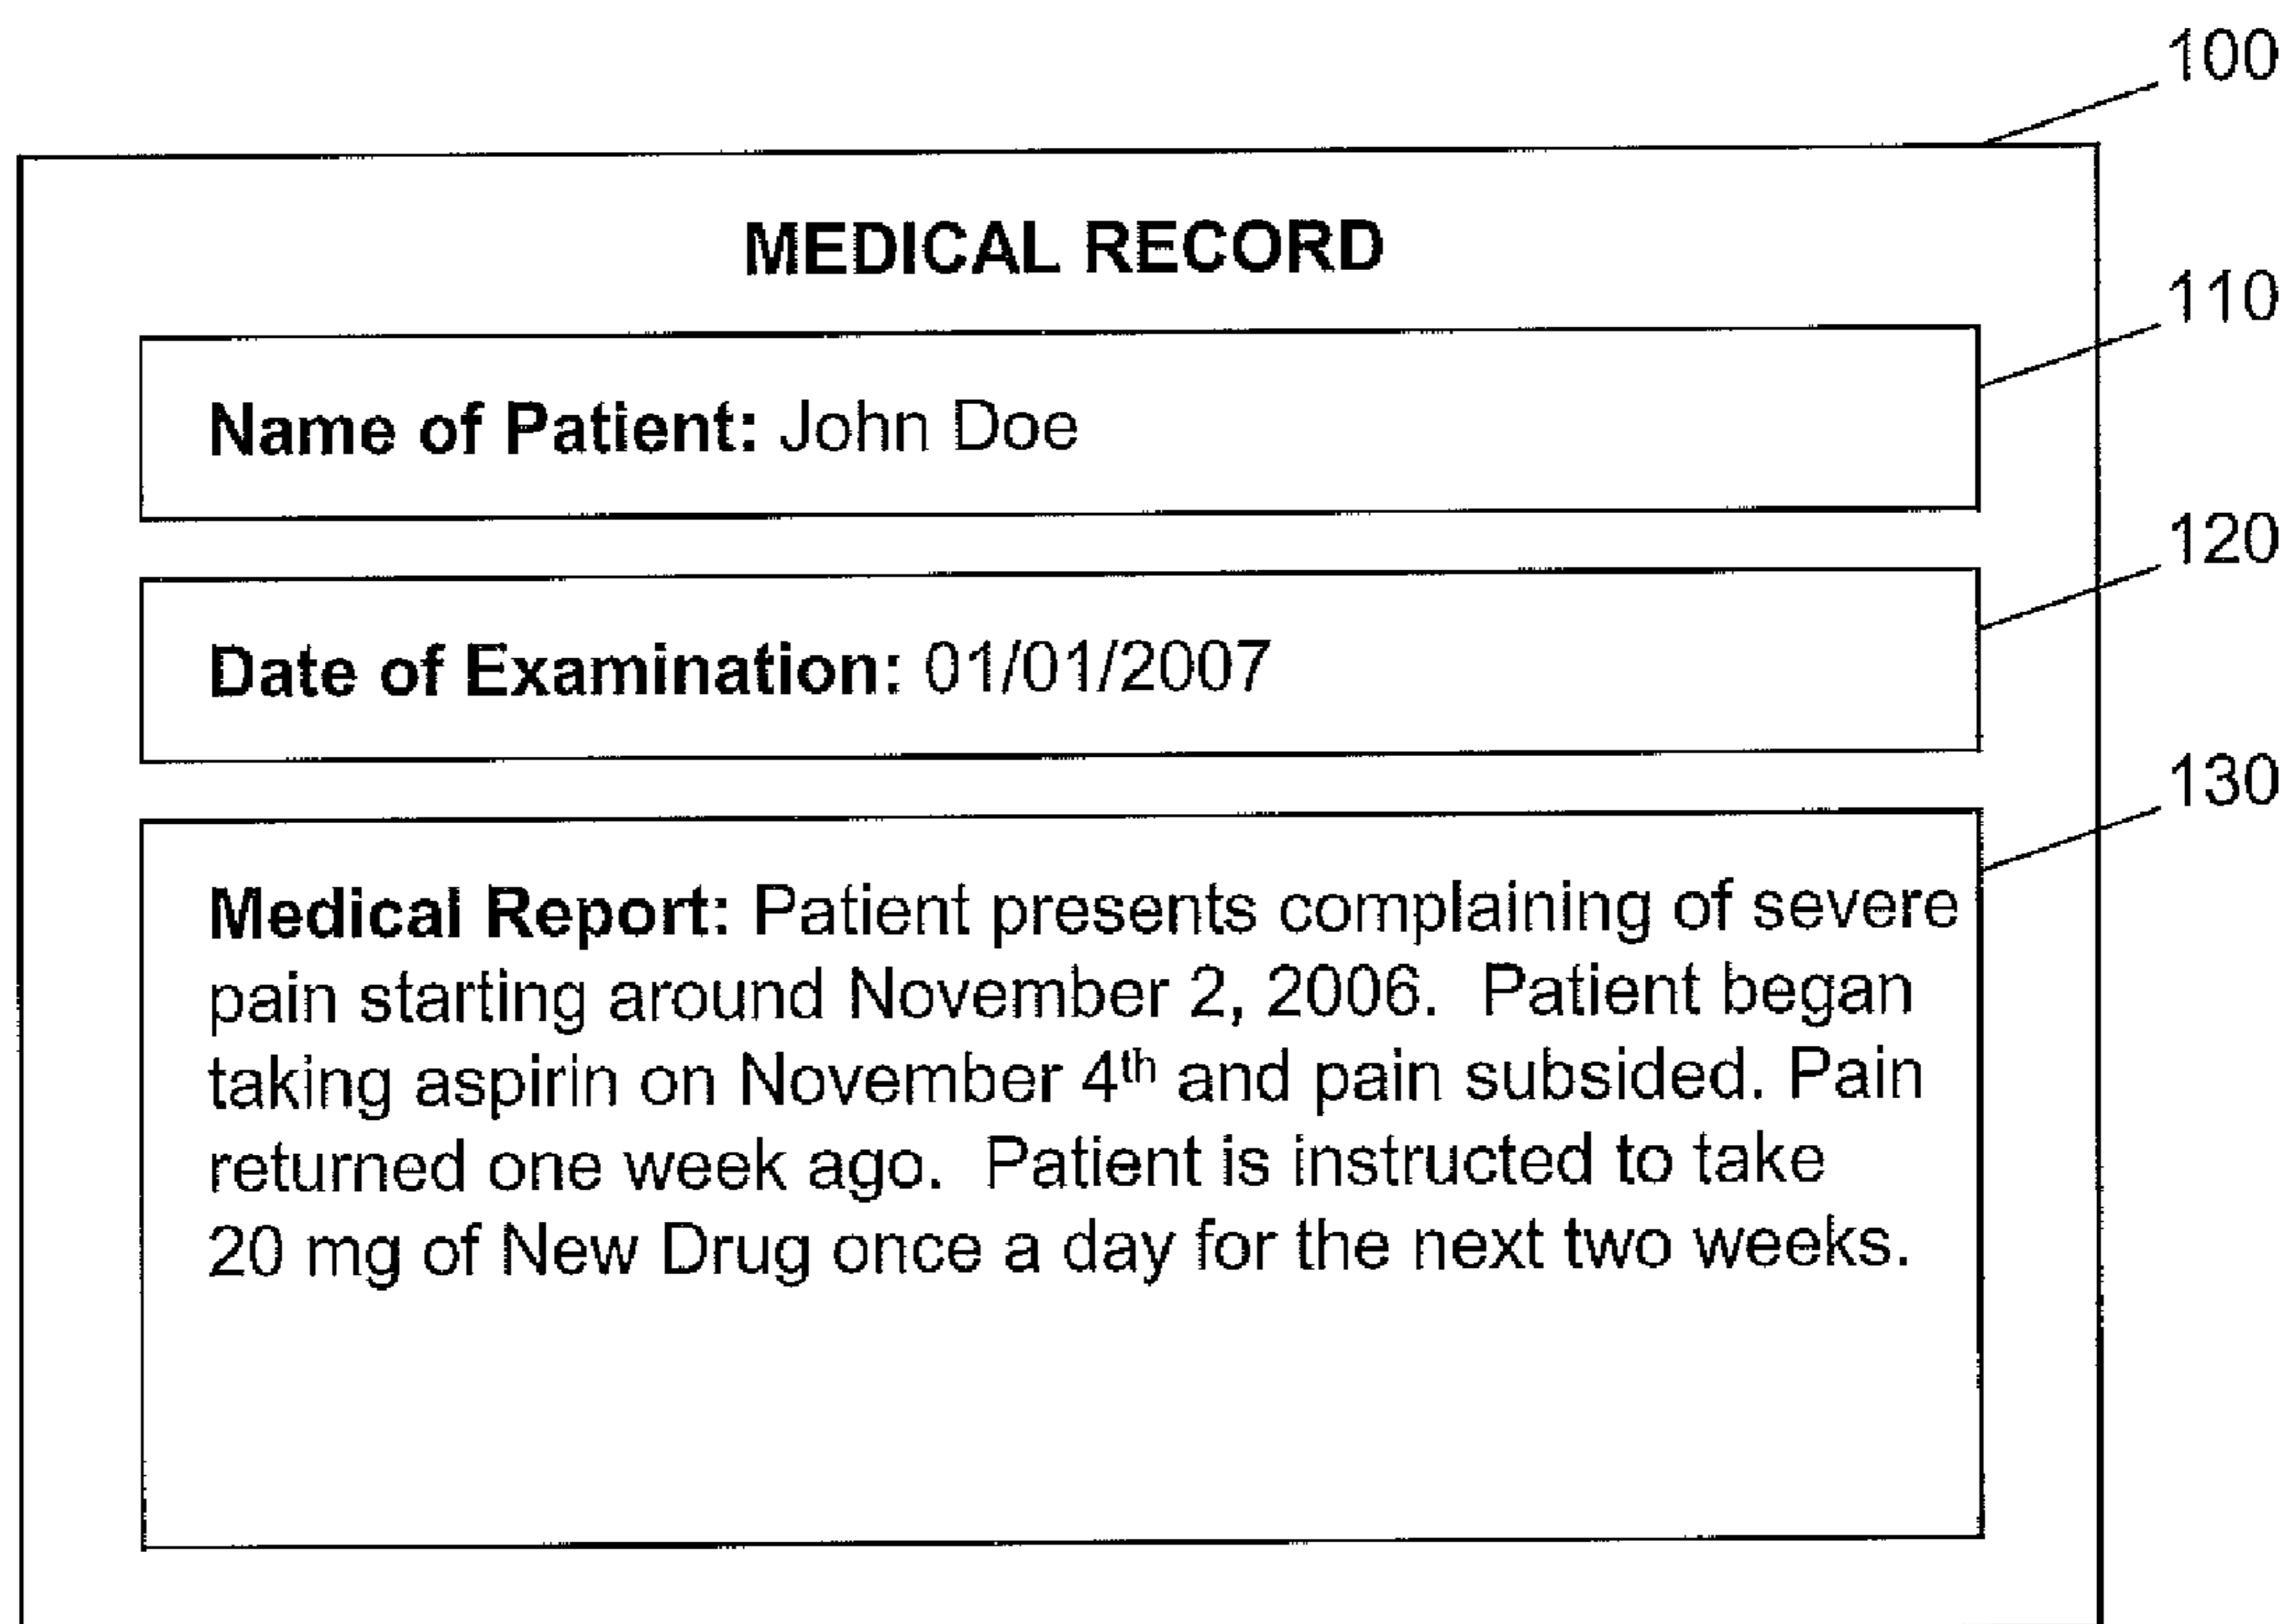 100
MEDICAL RECORD
110
Name of Patient: John Doe
120
Date of Examination: 01/01/2007
130
Medical Report: Patient presents complaining of severe
pain starting around November 2, 2006.  Patient began
taking aspirin on November 4th and pain subsided. Pain
returned one week ago.  Patient is instructed to take
20 mg of New Drug once a day for the next two weeks.